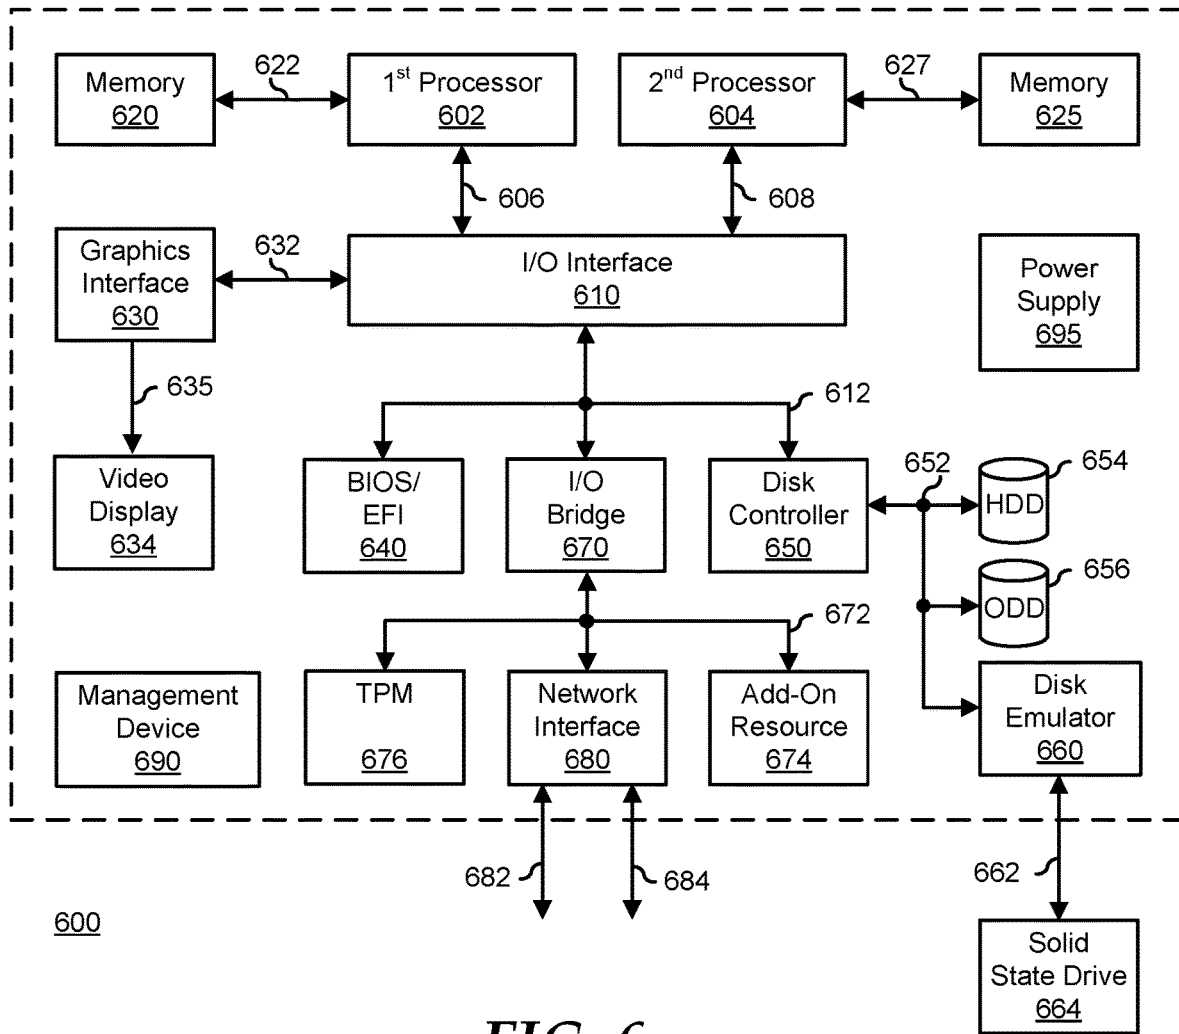 Memory
620
622
1st Processor
602
2nd Processor
604
627
Memory
625
606
608
Graphics
Interface
630
632
I/O Interface
610
Power
Supply
695
635
612
Video
Display
634
BIOS/
EFI
640
I/O
Bridge
670
Disk
Controller
650
652
HDD
654
ODD
656
672
Management
Device
690
TPM
676
Network
Interface
680
Add-On
Resource
674
Disk
Emulator
660
682
684
662
600
Solid
State Drive
664
FIG. 6